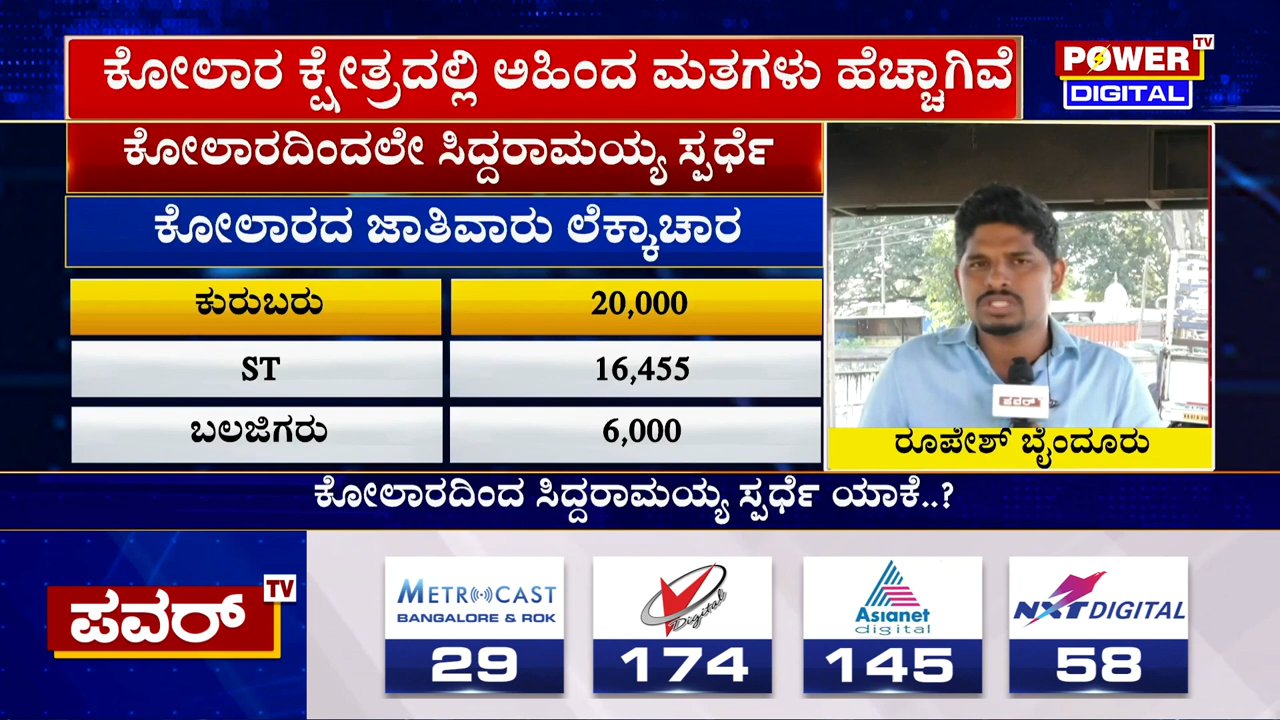 ಕೋಲಾರ ಕ್ಷೇತ್ರದಲ್ಲಿ ಅಹಿಂದ ಮತಗಳು ಹೆಚ್ಚಾಗಿವೆ
POWER TV
DIGITAL
ಕೋಲಾರದಿಂದಲೇ ಸಿದ್ದರಾಮಯ್ಯ ಸ್ಪರ್ಧೆ
ಕೋಲಾರದ ಜಾತಿವಾರು ಲೆಕ್ಕಾಚಾರ
ಕುರುಬರು 20,000
ST 16,455
ಬಲಜಿಗರು 6,000
ಪವರ್
ರೂಪೇಶ್ ಬೈಂದೂರು
ಕೋಲಾರದಿಂದ ಸಿದ್ದರಾಮಯ್ಯ ಸ್ಪರ್ಧೆ ಯಾಕೆ..?
ಪವರ್ TV
METROCAST
BANGALORE & ROK
29
V Digital
174
Asianet
digital
145
NXTDIGITAL
58